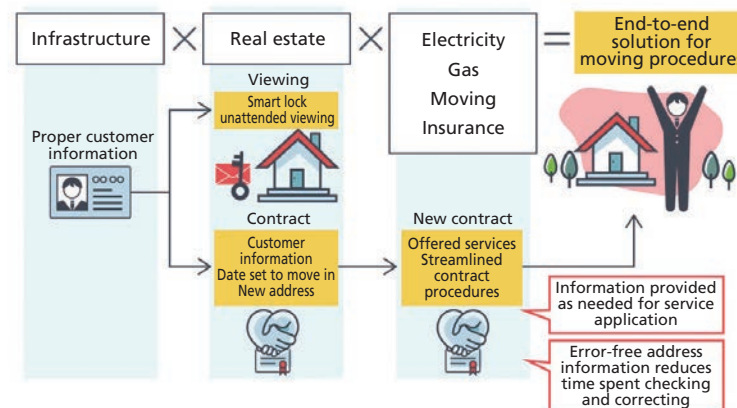 Infrastructure
×
Real estate
×
Electricity
Gas
Moving
Insurance
=
End-to-end
solution for
moving procedure
Proper customer
information
Viewing
Smart lock
unattended viewing
Contract
Customer
information
Date set to move in
New address
New contract
Offered services
Streamlined
contract
procedures
Information provided
as needed for service
application
Error-free address
information reduces
time spent checking
and correcting